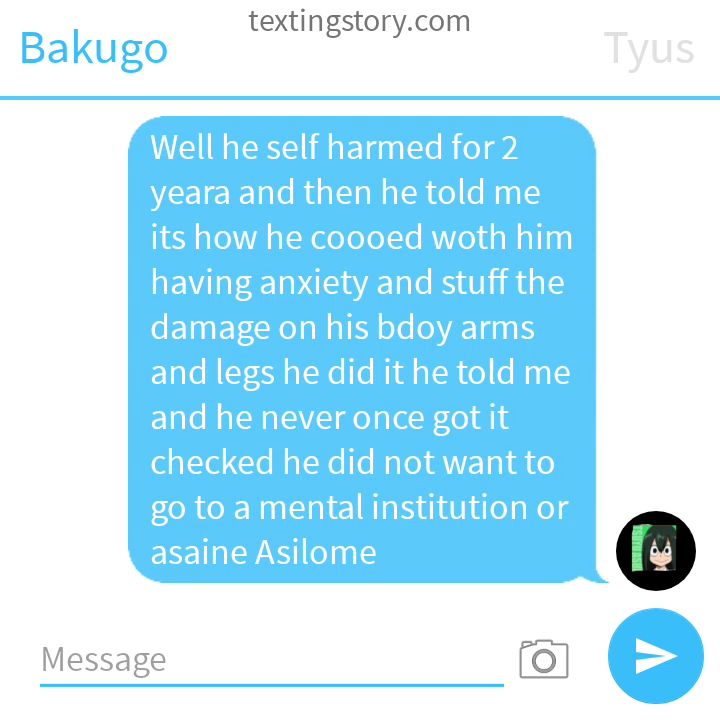 textingstory.com
Bakugo
Tyus
Well he self harmed for 2
yeara and then he told me
its how he coooed woth him
having anxiety and stuff the
damage on his bdoy arms
and legs he did it he told me
and he never once got it
checked he did not want to
go to a mental institution or
asaine Asilome
Message